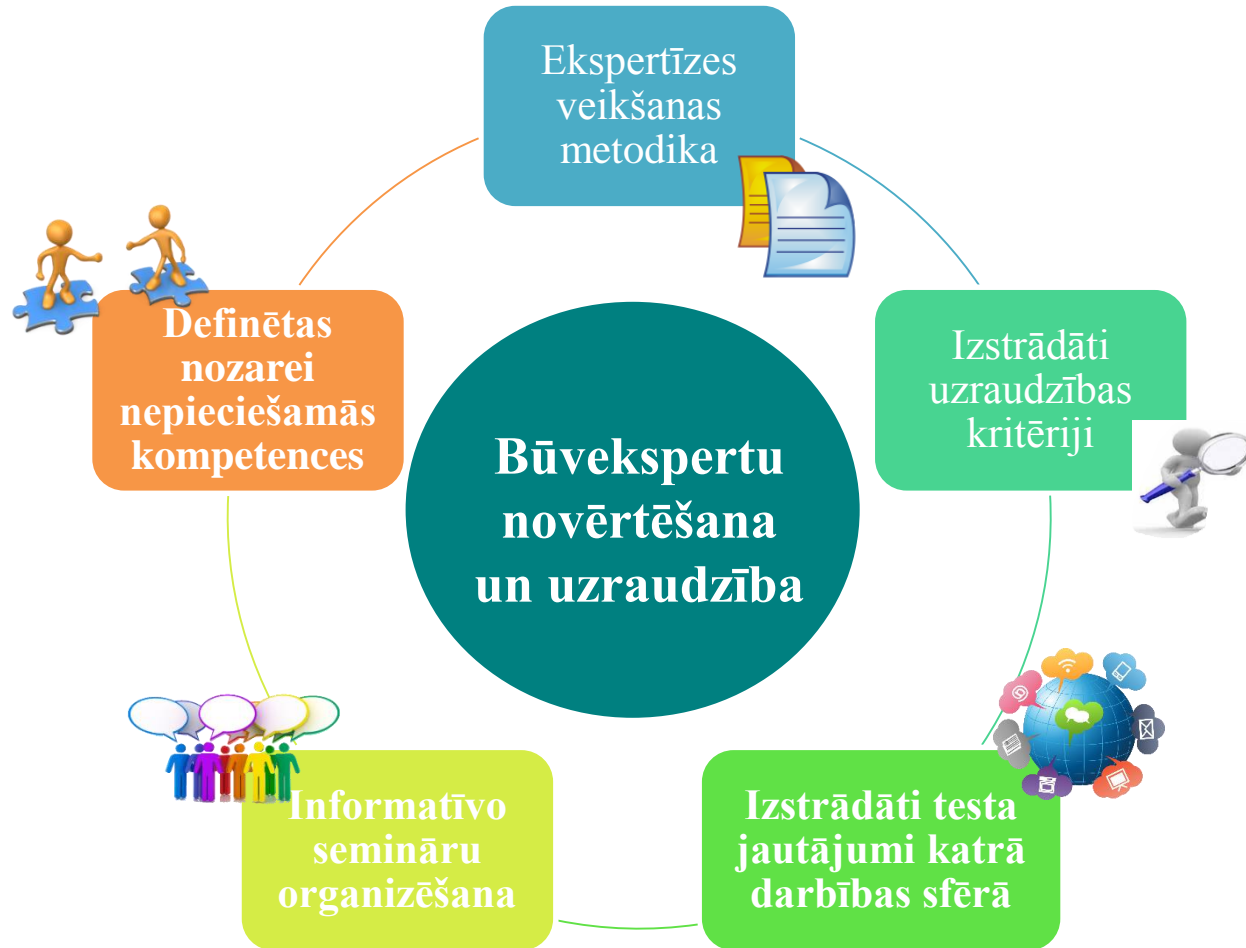 Ekspertīzes
veikšanas
metodika
Definētas
nozarei
nepieciešamās
kompetences
Izstrādāti
uzraudzības
kritēriji
Būvekspertu
novērtēšana
un uzraudzība
Informatīvo
semināru
organizēšana
Izstrādāti testa
jautājumi katrā
darbības sfērā